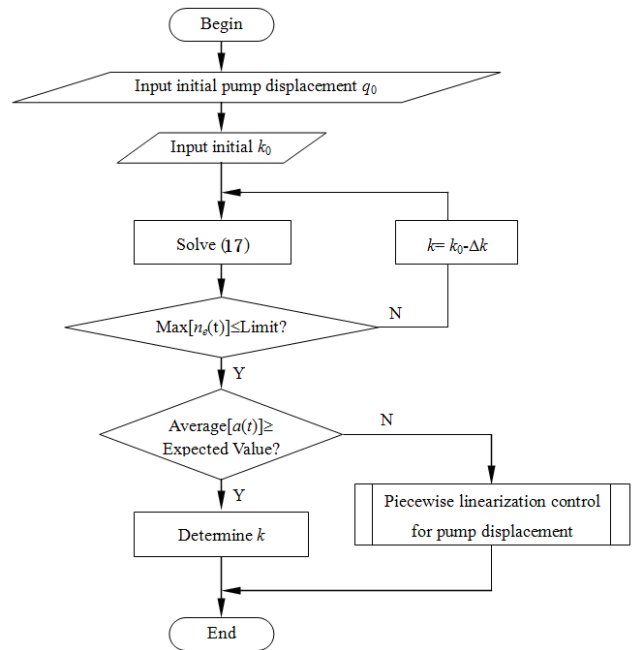 Begin
Input initial pump displacement q₀
Input initial k₀
Solve (17)
k= k₀-Δk
Max[nₑ(t)]≤Limit?
N
Y
Average[a(t)]≥
Expected Value?
N
Y
Piecewise linearization control
for pump displacement
Determine k
End